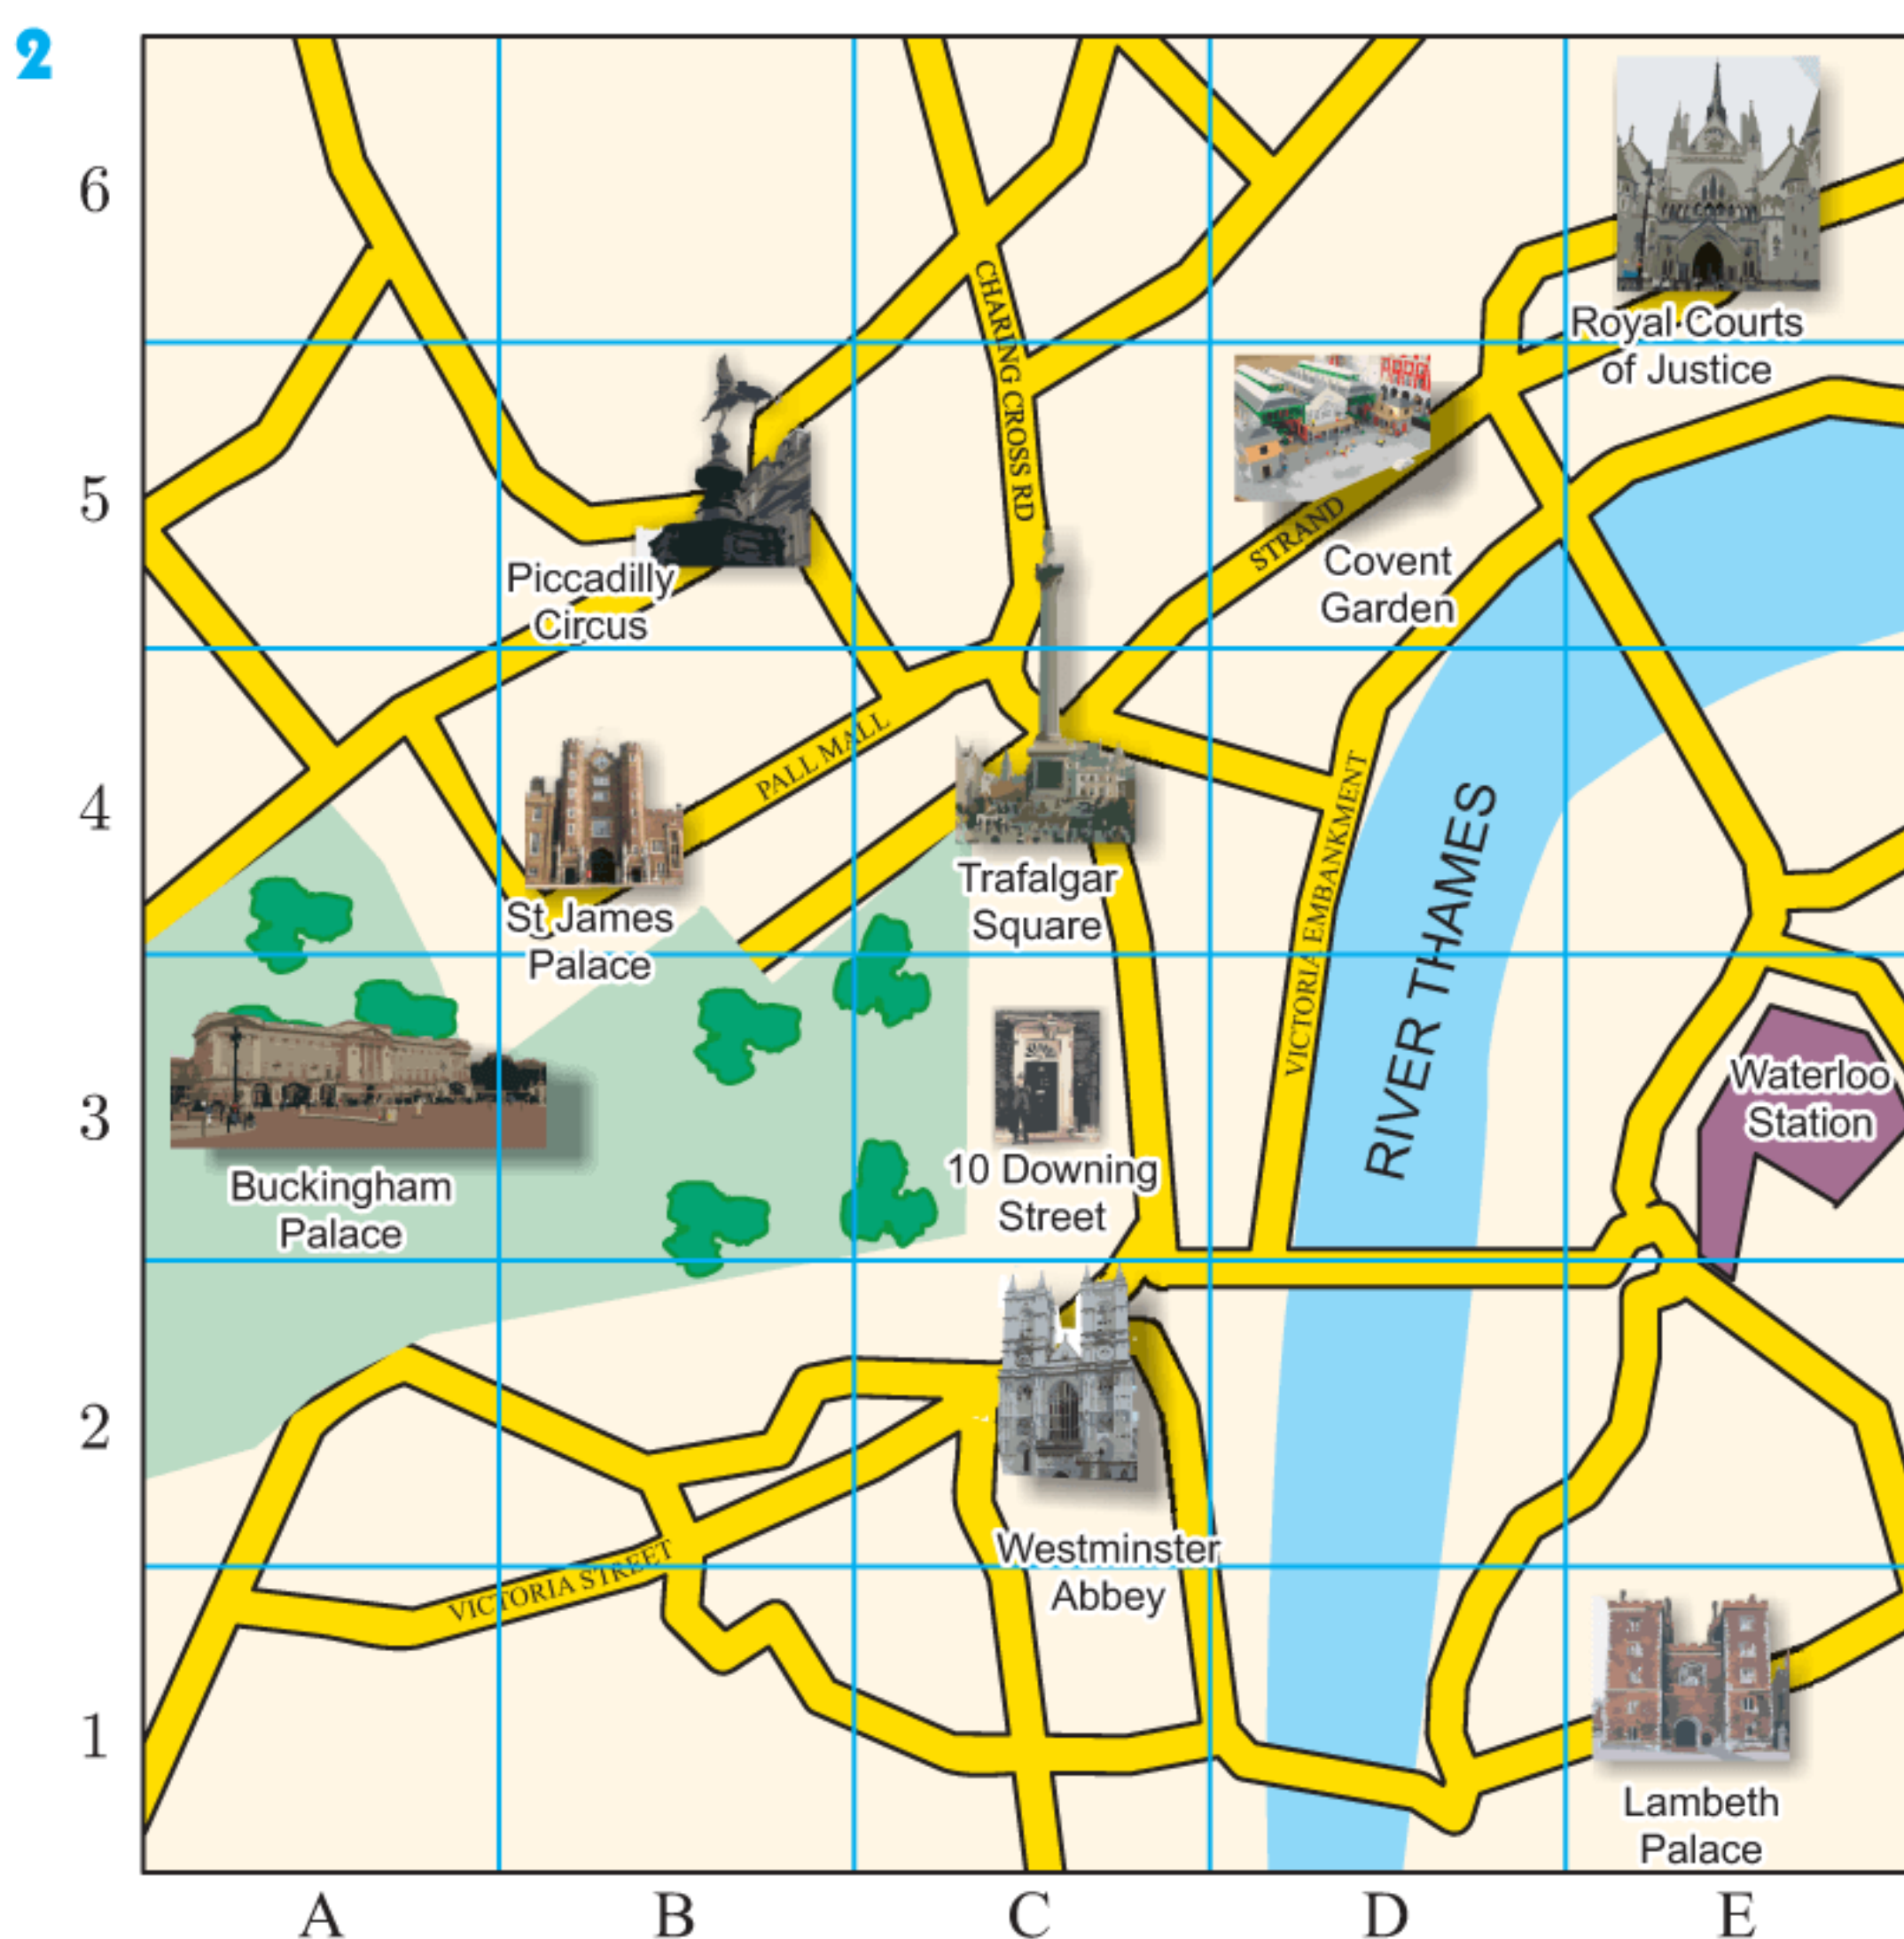 2
6
Royal Courts
of Justice
CHARING CROSS RD
5
STRAND
Covent
Garden
Piccadilly
Circus
4
PALL MALL
St James
Palace
Trafalgar
Square
VICTORIA EMBANKMENT
RIVER THAMES
3
Buckingham
Palace
10 Downing
Street
Waterloo
Station
2
VICTORIA STREET
Westminster
Abbey
1
Lambeth
Palace
A B C D E